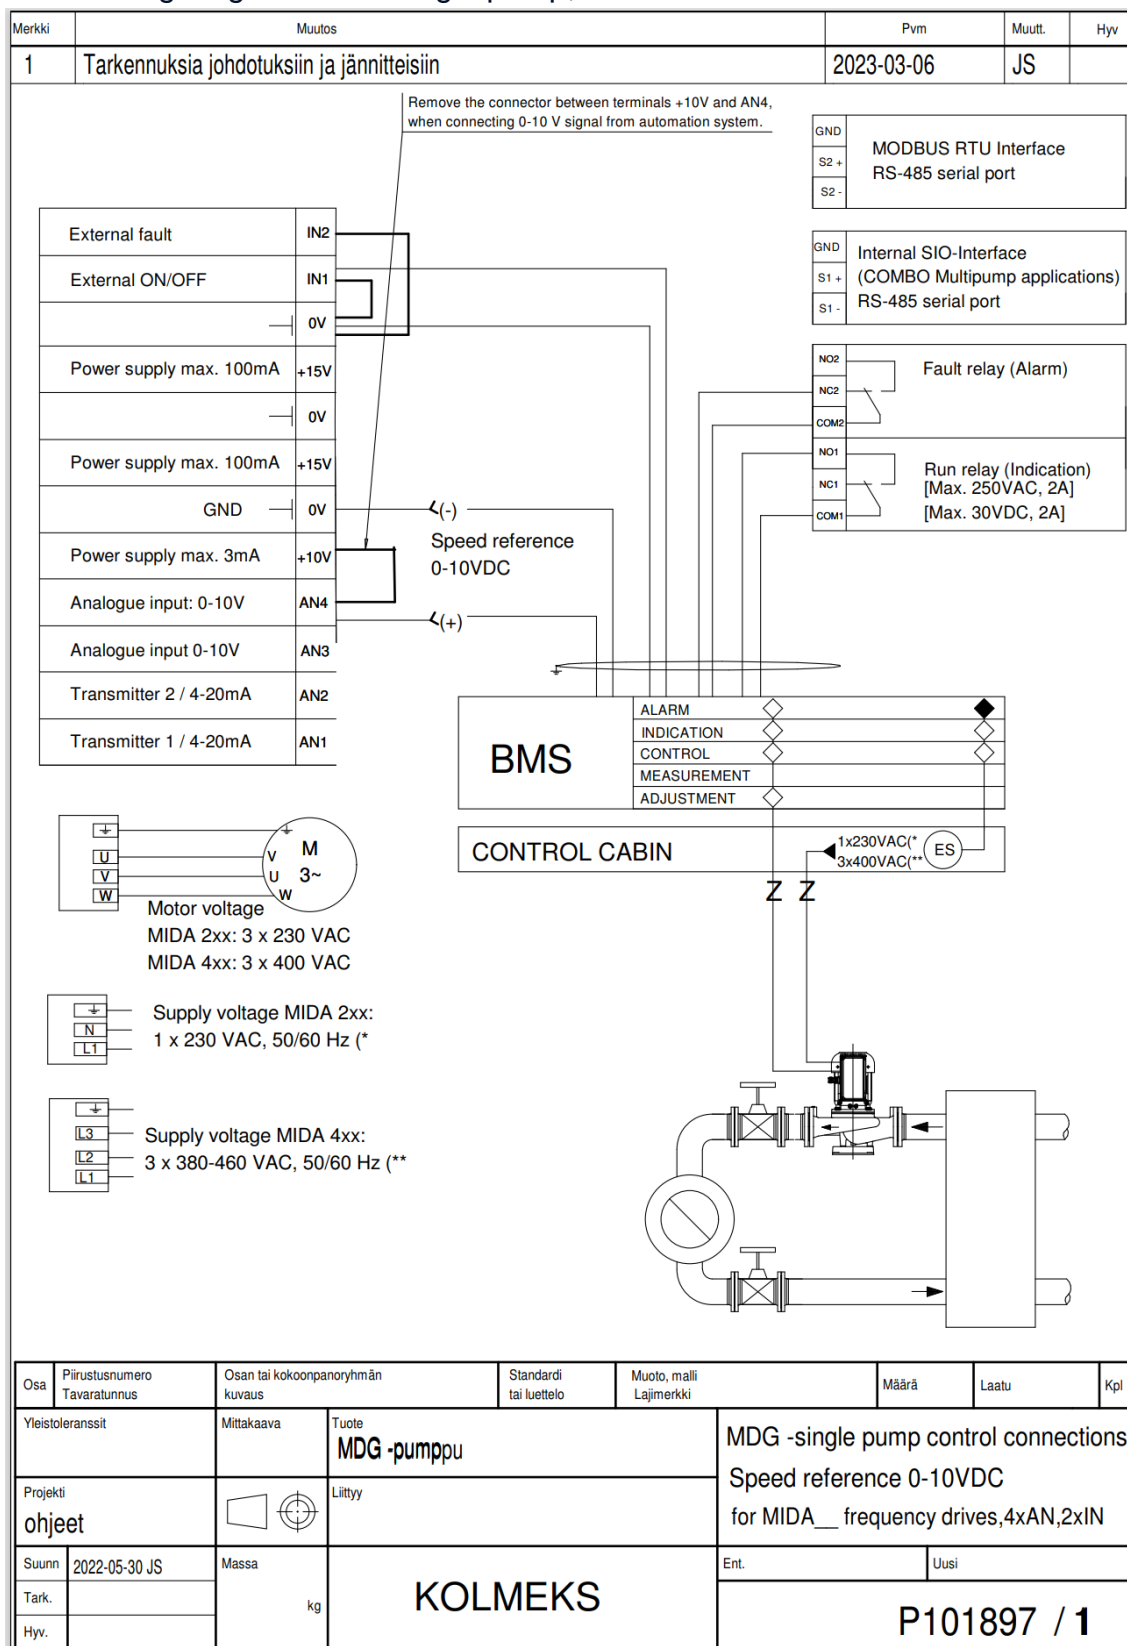 Merkki Muutos Pvm Muutt. Hyv
1 Tarkennuksia johdotuksiin ja jännitteisiin 2023-03-06 JS
Remove the connector between terminals +10V and AN4,
when connecting 0-10 V signal from automation system.
GND
S2 +
S2 -
MODBUS RTU Interface
RS-485 serial port
GND
S1 +
S1 -
Internal SIO-Interface
(COMBO Multipump applications)
RS-485 serial port
NO2
NC2
COM2
Fault relay (Alarm)
NO1
NC1
COM1
Run relay (Indication)
[Max. 250VAC, 2A]
[Max. 30VDC, 2A]
External fault IN2
External ON/OFF IN1
0V
Power supply max. 100mA +15V
0V
Power supply max. 100mA +15V
GND 0V
Power supply max. 3mA +10V
Analogue input: 0-10V AN4
Analogue input 0-10V AN3
Transmitter 2 / 4-20mA AN2
Transmitter 1 / 4-20mA AN1
(-)
Speed reference
0-10VDC
(+)
BMS
ALARM
INDICATION
CONTROL
MEASUREMENT
ADJUSTMENT
CONTROL CABIN
1x230VAC(*
3x400VAC(**
ES
Z Z
U
V
W
V
U
W
M
3~
Motor voltage
MIDA 2xx: 3 x 230 VAC
MIDA 4xx: 3 x 400 VAC
N
L1
Supply voltage MIDA 2xx:
1 x 230 VAC, 50/60 Hz (*
L3
L2
L1
Supply voltage MIDA 4xx:
3 x 380-460 VAC, 50/60 Hz (**
Osa
Piirustusnumero
Tavaratunnus
Osan tai kokoonpanoryhmän
kuvaus
Standardi
tai luettelo
Muoto, malli
Lajimerkki
Määrä
Laatu
Kpl
Yleistoleranssit
Mittakaava
Tuote
MDG -pumppu
MDG -single pump control connections
Speed reference 0-10VDC
for MIDA__ frequency drives,4xAN,2xIN
Projekti
ohjeet
Liittyy
Suunn 2022-05-30 JS
Tark.
Hyv.
Massa
kg
KOLMEKS
Ent.
Uusi
P101897 / 1